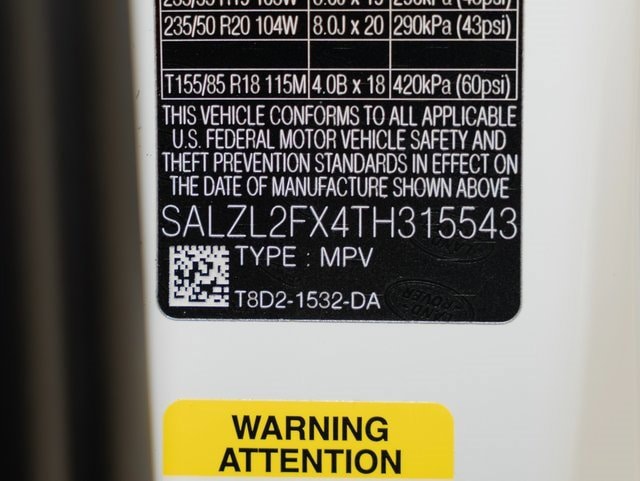 235/50 R20 104W 8.0J x 20 290kPa (43psi)
T155/85 R18 115M 4.0B x 18 420kPa (60psi)
THIS VEHICLE CONFORMS TO ALL APPLICABLE
U.S. FEDERAL MOTOR VEHICLE SAFETY AND
THEFT PREVENTION STANDARDS IN EFFECT ON
THE DATE OF MANUFACTURE SHOWN ABOVE
SALZL2FX4TH315543
TYPE : MPV
T8D2-1532-DA
LAND ROVER
WARNING
ATTENTION